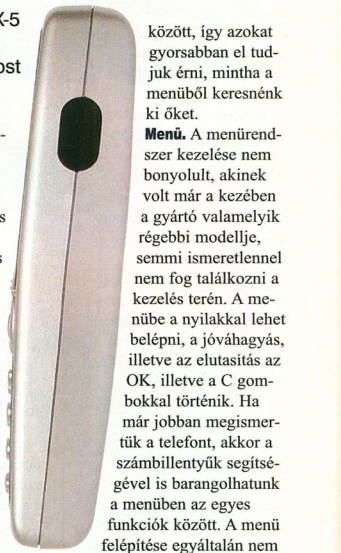 X-5
ost
-
s
s
között, így azokat
gyorsabban el tud-
juk érni, mintha a
menüből keresnénk
ki őket.
Menü. A menürend-
szer kezelése nem
bonyolult, akinek
volt már a kezében
a gyártó valamelyik
régebbi modellje,
semmi ismeretlennel
nem fog találkozni a
kezelés terén. A me-
nübe a nyilakkal lehet
belépni, a jóváhagyás,
illetve az elutasítás az
OK, illetve a C gom-
bokkal történik. Ha
már jobban megismer-
tük a telefont, akkor a
számbillentyűk segítsé-
gével is barangolhatunk
a menüben az egyes
funkciók között. A menü
felépítése egyáltalán nem